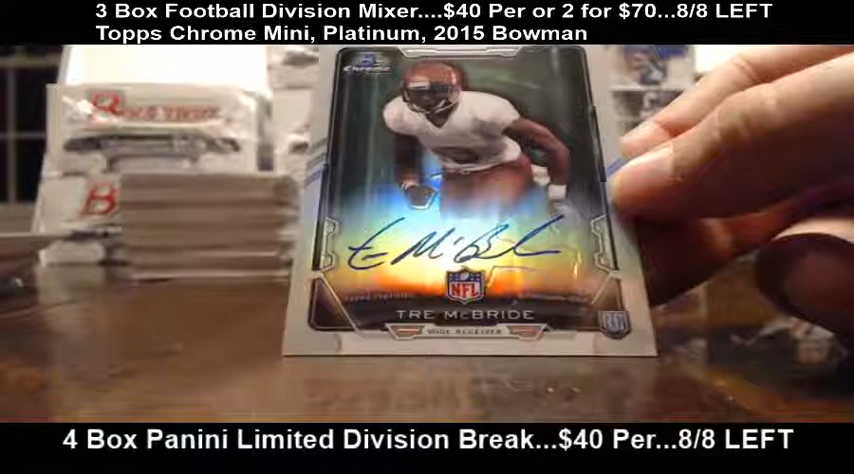 3 Box Football Division Mixer....$40 Per or 2 for $70...8/8 LEFT
Topps Chrome Mini, Platinum, 2015 Bowman
Chrome
NFL
TRE McBRIDE
WIDE RECEIVER
RC
4 Box Panini Limited Division Break...$40 Per...8/8 LEFT